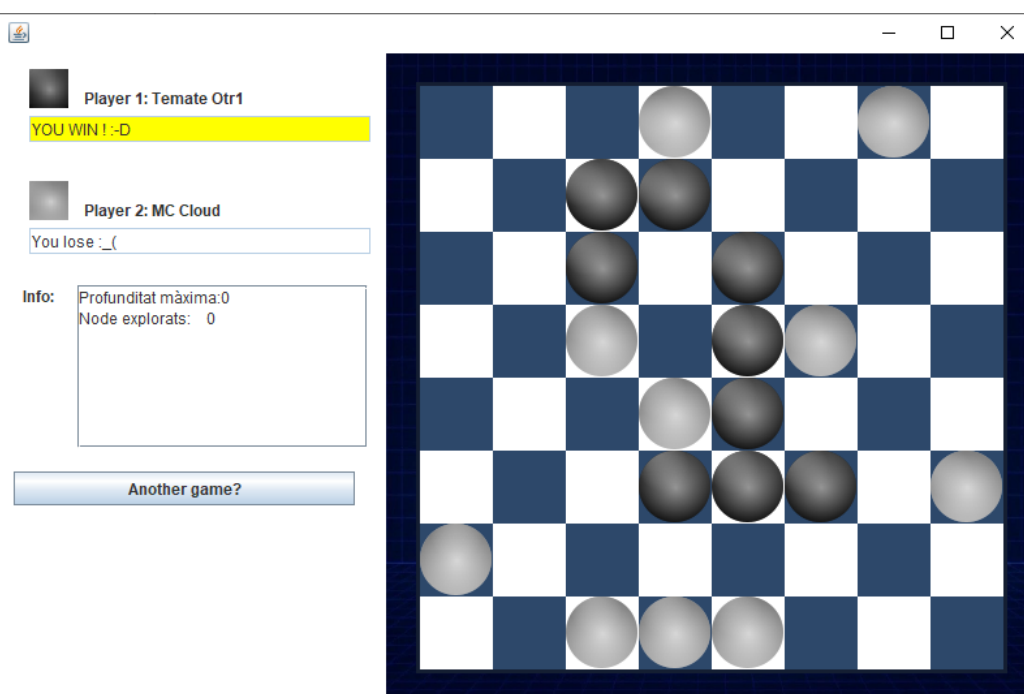 Player 1: Temate Otr1
YOU WIN ! :-D
Player 2: MC Cloud
You lose :_(
Info:
Profunditat màxima:0
Node explorats: 0
Another game?